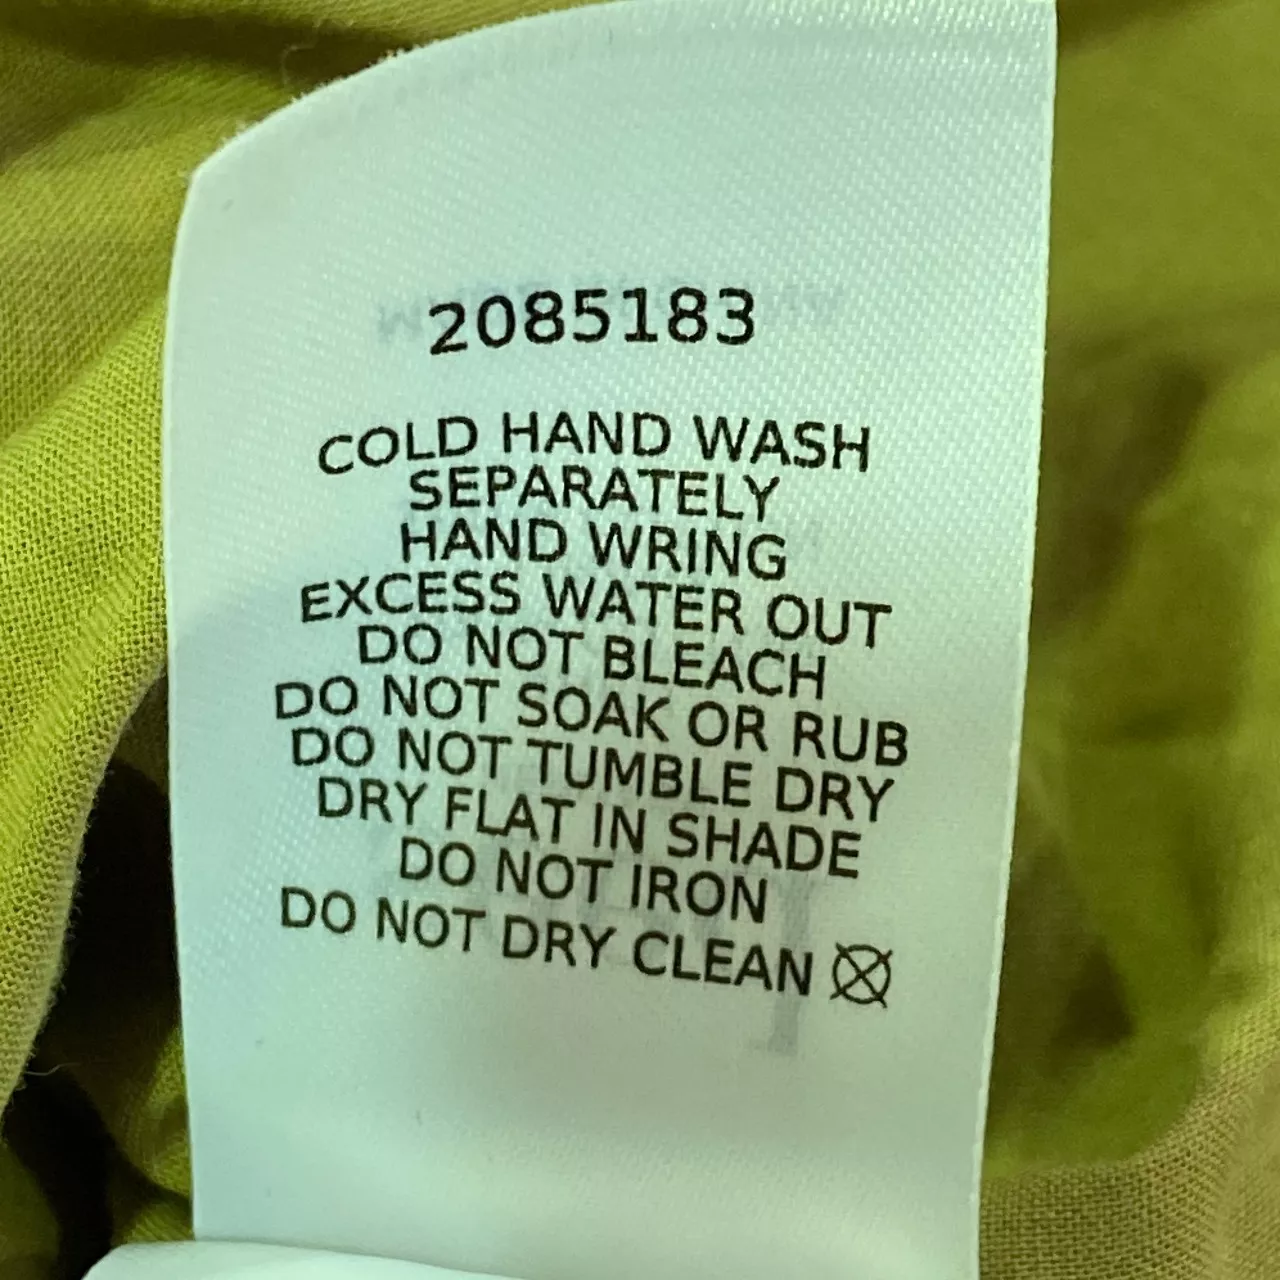 2085183
COLD HAND WASH
SEPARATELY
HAND WRING
EXCESS WATER OUT
DO NOT BLEACH
DO NOT SOAK OR RUB
DO NOT TUMBLE DRY
DRY FLAT IN SHADE
DO NOT IRON
DO NOT DRY CLEAN